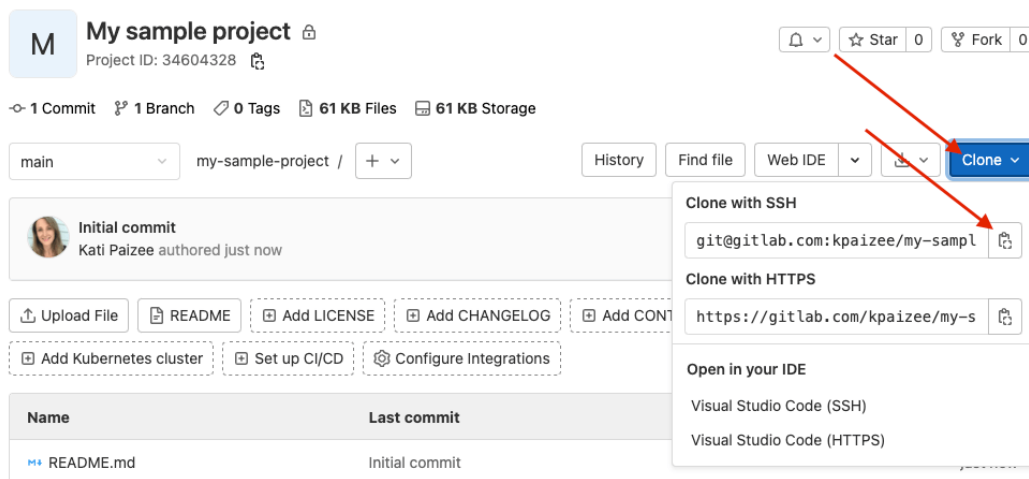 M
My sample project
Project ID: 34604328
Star 0
Fork 0
1 Commit 1 Branch 0 Tags 61 KB Files 61 KB Storage
main my-sample-project / + History Find file Web IDE Clone
Initial commit
Kati Paizee authored just now
Clone with SSH
git@gitlab.com:kpaizee/my-sampl
Clone with HTTPS
https://gitlab.com/kpaizee/my-s
Upload File README Add LICENSE Add CHANGELOG Add CONT
Add Kubernetes cluster Set up CI/CD Configure Integrations
Open in your IDE
Visual Studio Code (SSH)
Visual Studio Code (HTTPS)
Name Last commit
README.md Initial commit